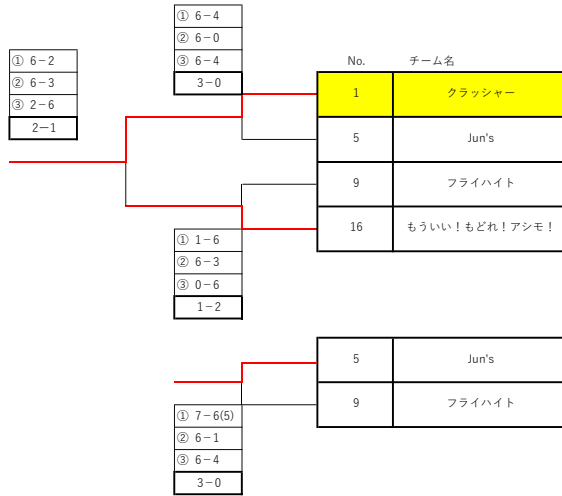 ① 6－4
② 6－0
③ 6－4
3－0
① 6－2
② 6－3
③ 2－6
2ー1
No. チーム名
1 クラッシャー
5 Jun's
9 フライハイト
16 もういい！もどれ！アシモ！
① 1－6
② 6－3
③ 0－6
1－2
5 Jun's
9 フライハイト
① 7－6(5)
② 6－1
③ 6－4
3－0